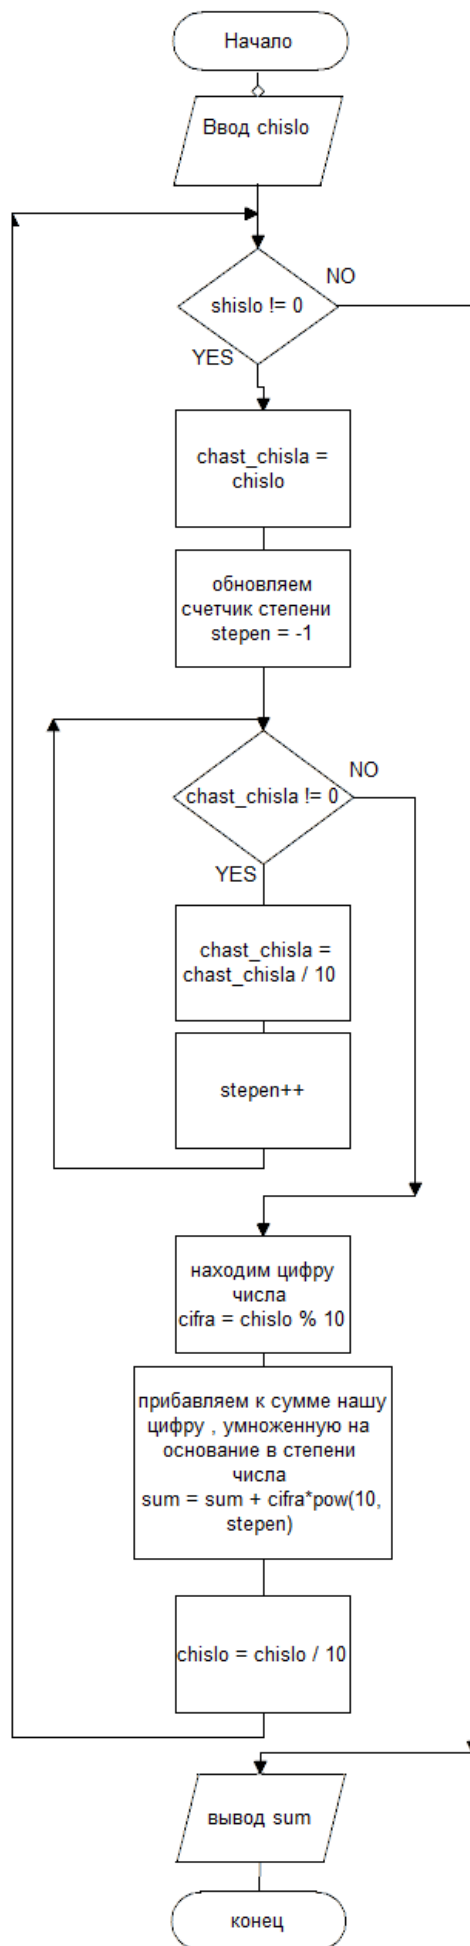 Начало
Ввод chislo
NO
shislo != 0
YES
chast_chisla =
chislo
обновляем
счетчик степени
stepen = -1
NO
chast_chisla != 0
YES
chast_chisla =
chast_chisla / 10
stepen++
находим цифру
числа
cifra = chislo % 10
прибавляем к сумме нашу
цифру , умноженную на
основание в степени
числа
sum = sum + cifra*pow(10,
stepen)
chislo = chislo / 10
вывод sum
конец